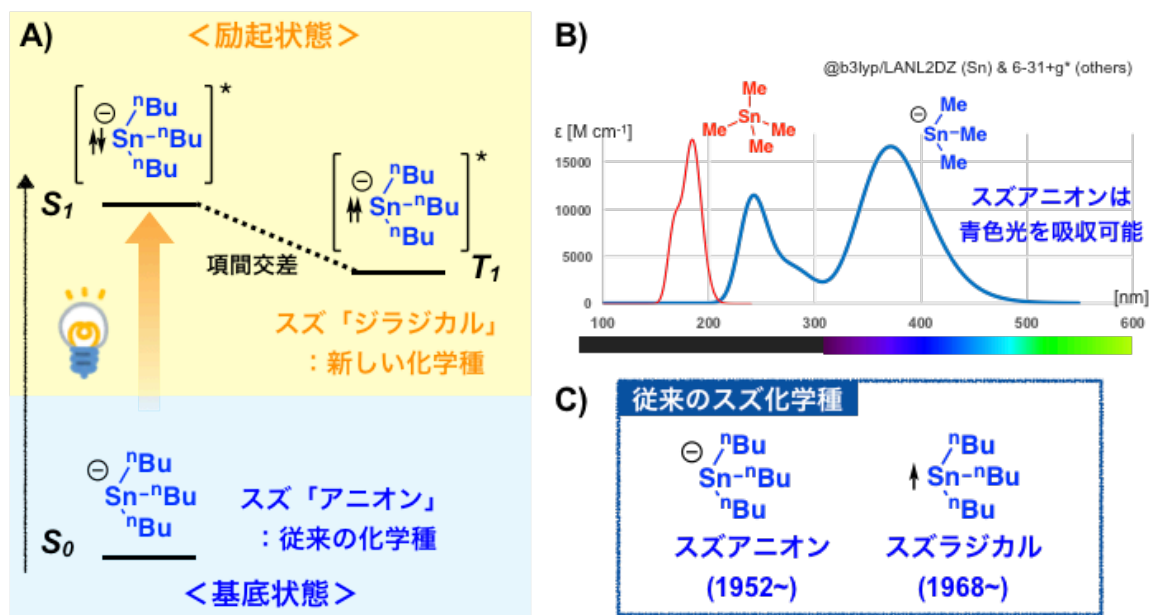 A)
＜励起状態＞
[ ⊖ nBu ]*
Sn–nBu
nBu
S1
[ ⊖ nBu ]*
Sn–nBu
nBu
T1
項間交差
スズ「ジラジカル」
：新しい化学種
⊖ nBu
Sn–nBu
nBu
スズ「アニオン」
：従来の化学種
S0
＜基底状態＞
B)
@b3lyp/LANL2DZ (Sn) & 6-31+g* (others)
ε [M cm-1]
Me
Sn
Me
Me
Me
⊖ Me
Sn–Me
Me
スズアニオンは
青色光を吸収可能
15000
10000
5000
0
[nm]
100 200 300 400 500 600
C)
従来のスズ化学種
⊖ nBu
Sn–nBu
nBu
スズアニオン
(1952~)
nBu
Sn–nBu
nBu
スズラジカル
(1968~)